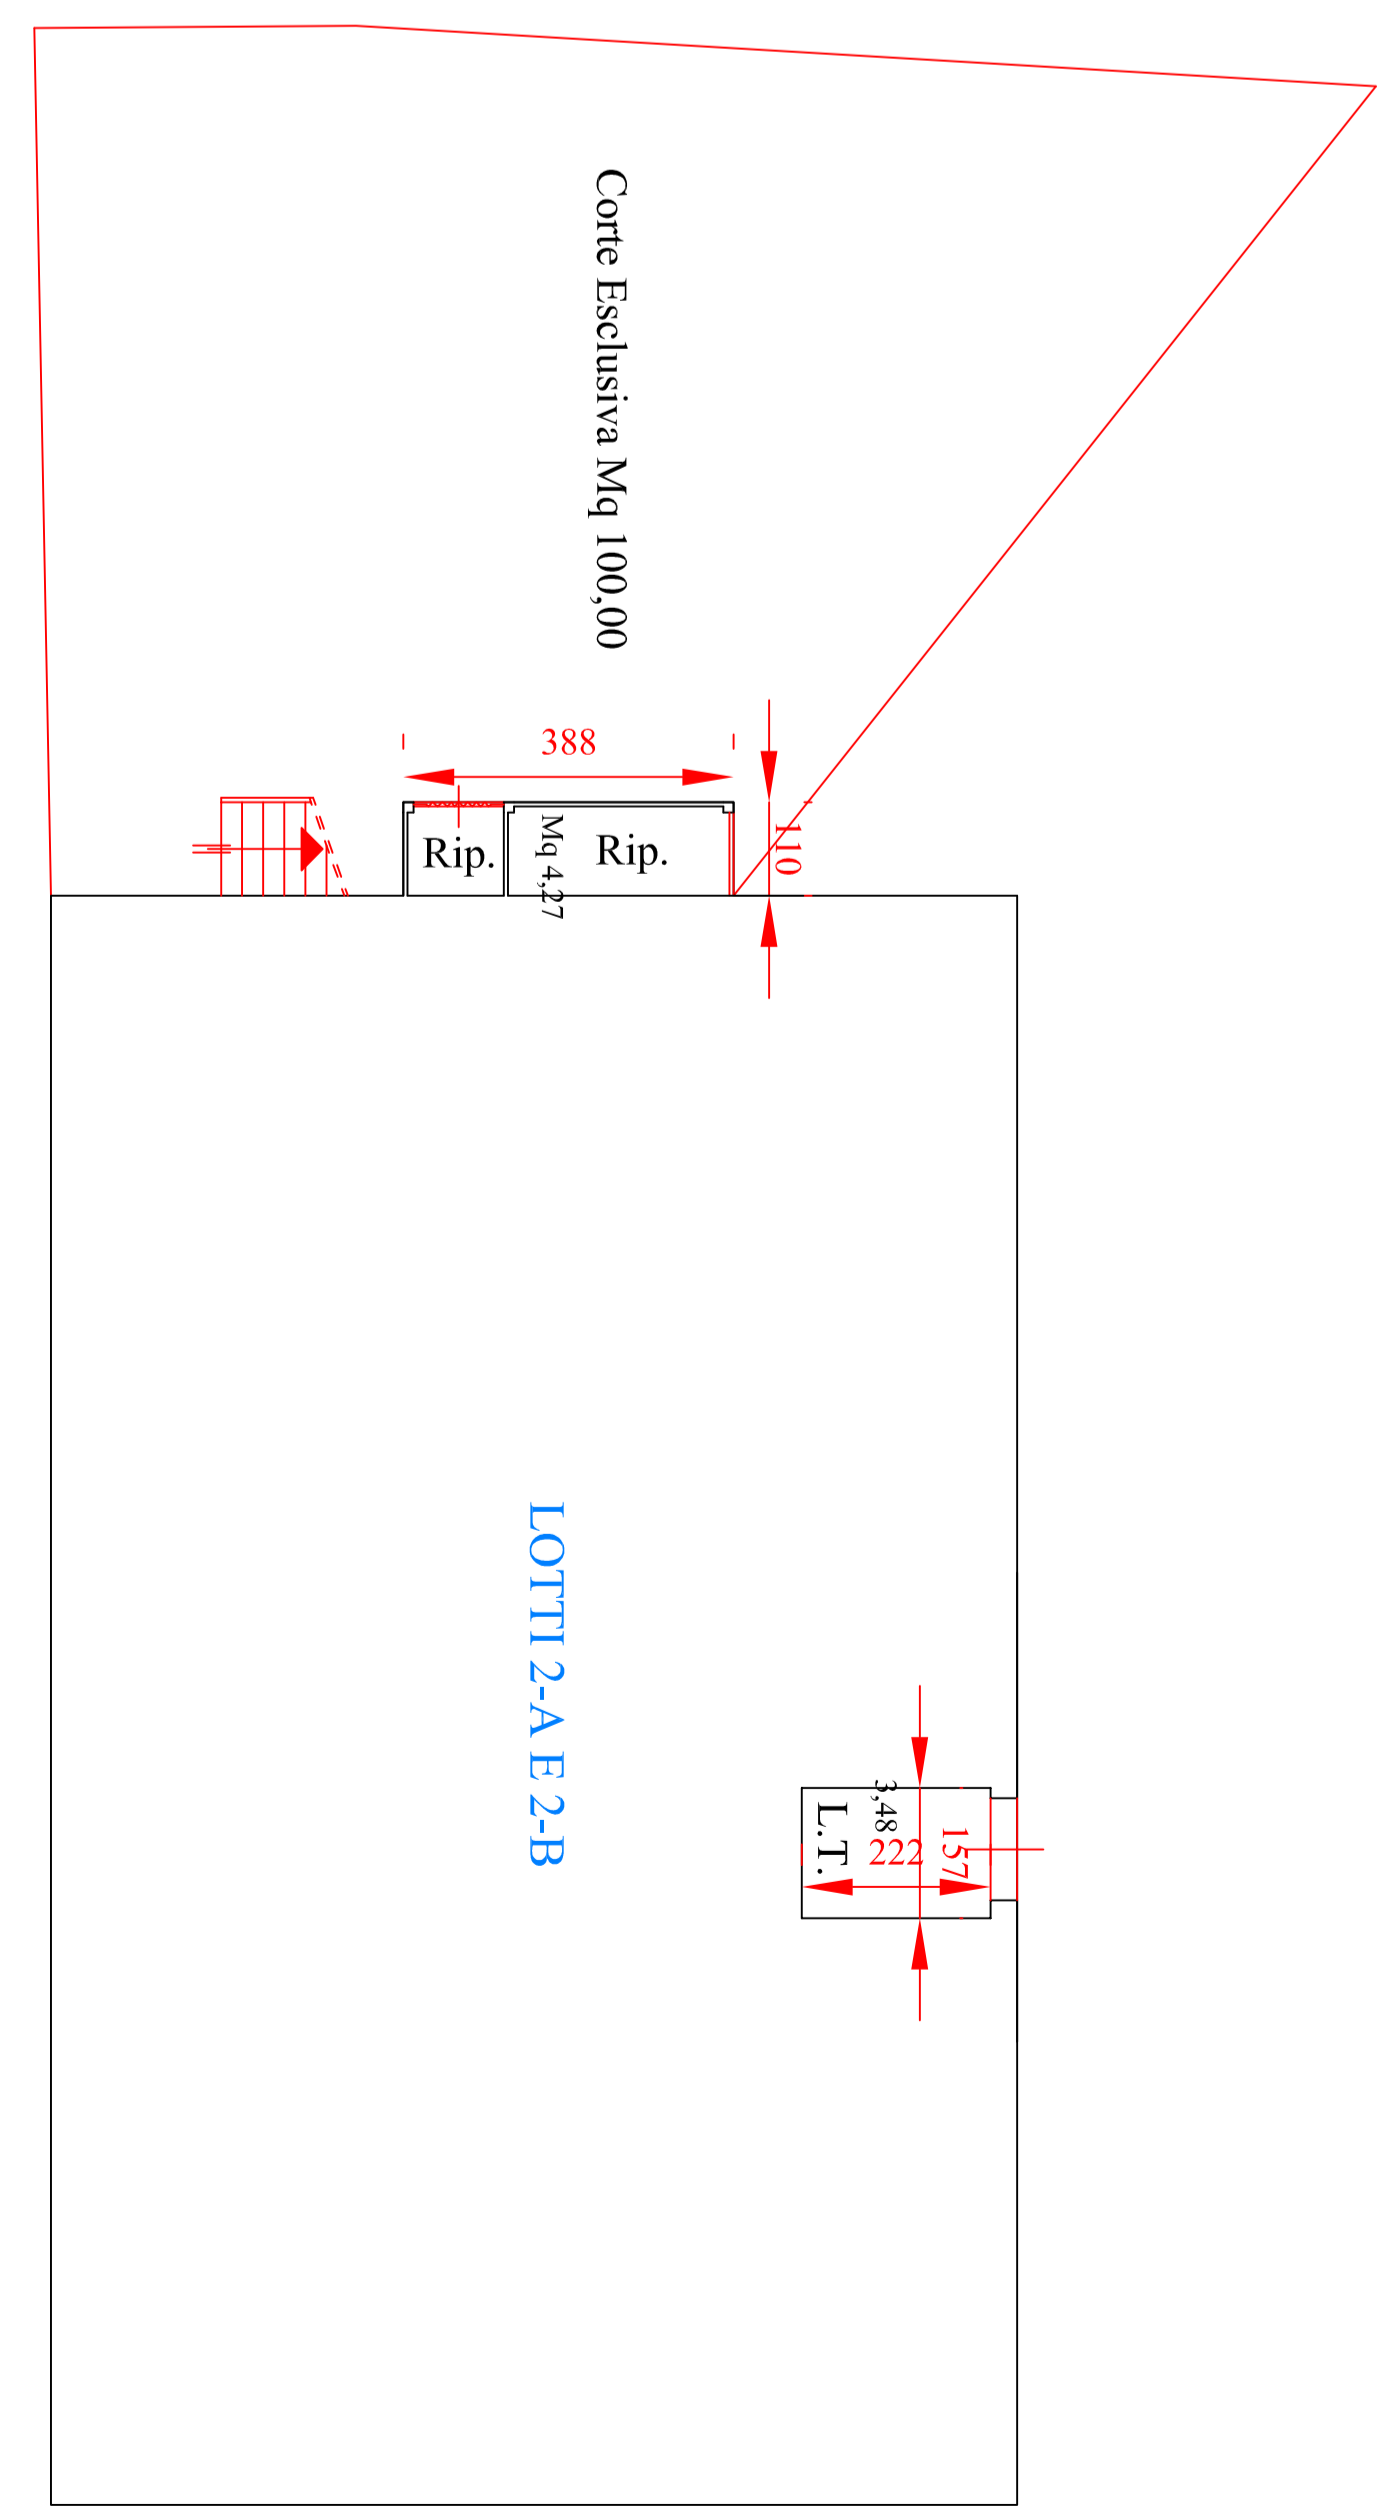 Corte Esclusiva Mq 100,00
388
110
Rip.
Mq 4,27
Rip.
LOTTI 2-A E 2-B
L.T.
3,48
222
157